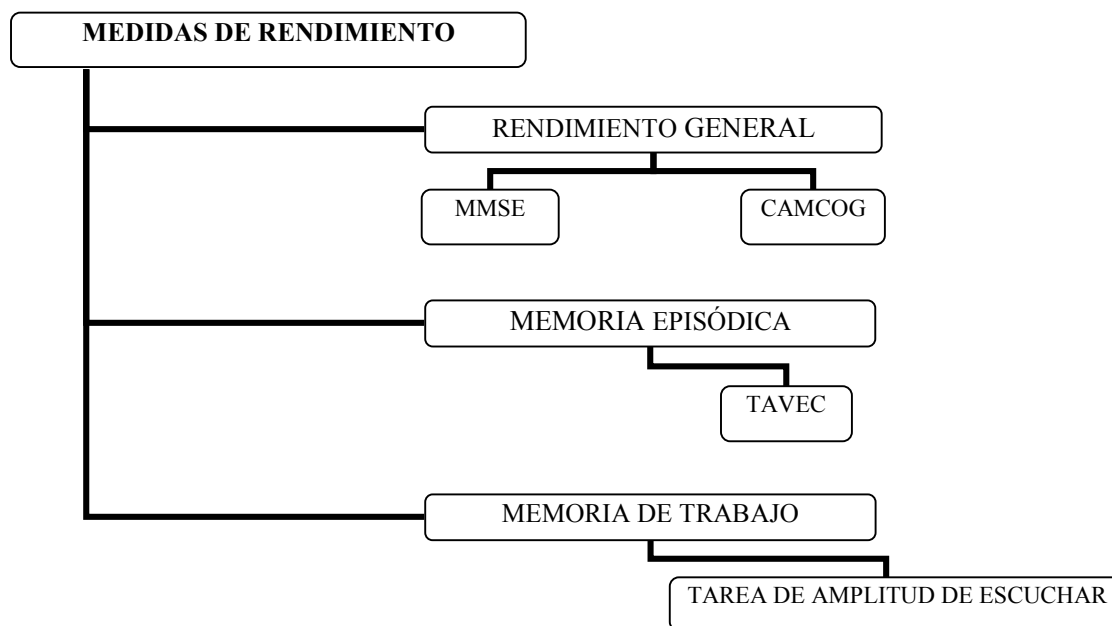 MEDIDAS DE RENDIMIENTO
RENDIMIENTO GENERAL
MMSE
CAMCOG
MEMORIA EPISÓDICA
TAVEC
MEMORIA DE TRABAJO
TAREA DE AMPLITUD DE ESCUCHAR